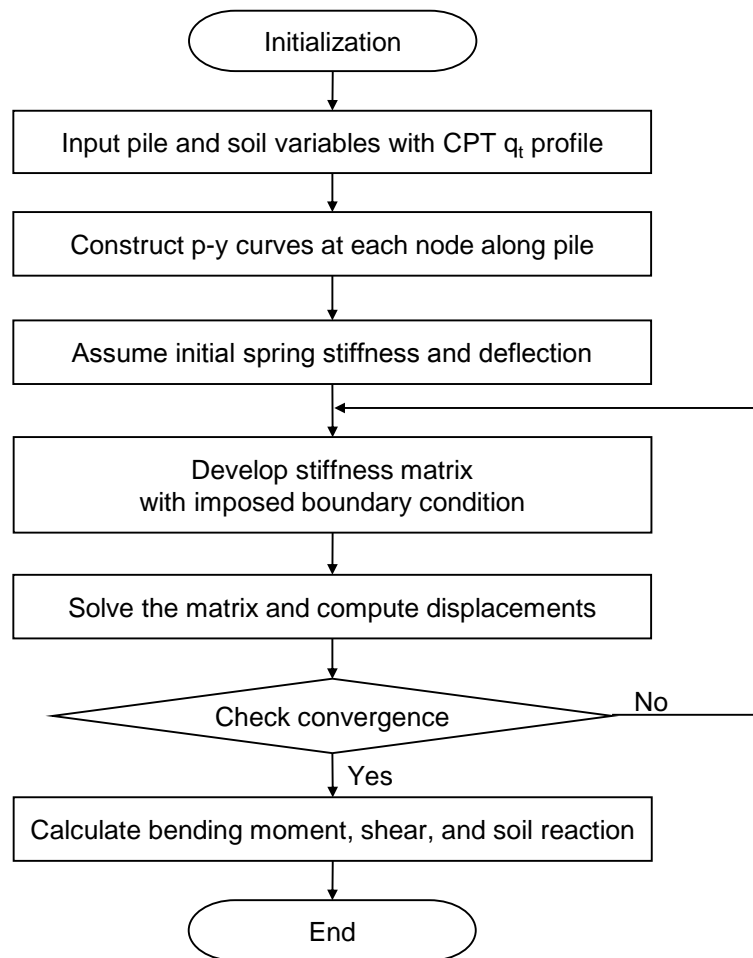 Initialization
Input pile and soil variables with CPT qt profile
Construct p-y curves at each node along pile
Assume initial spring stiffness and deflection
Develop stiffness matrix
with imposed boundary condition
Solve the matrix and compute displacements
Check convergence
No
Yes
Calculate bending moment, shear, and soil reaction
End